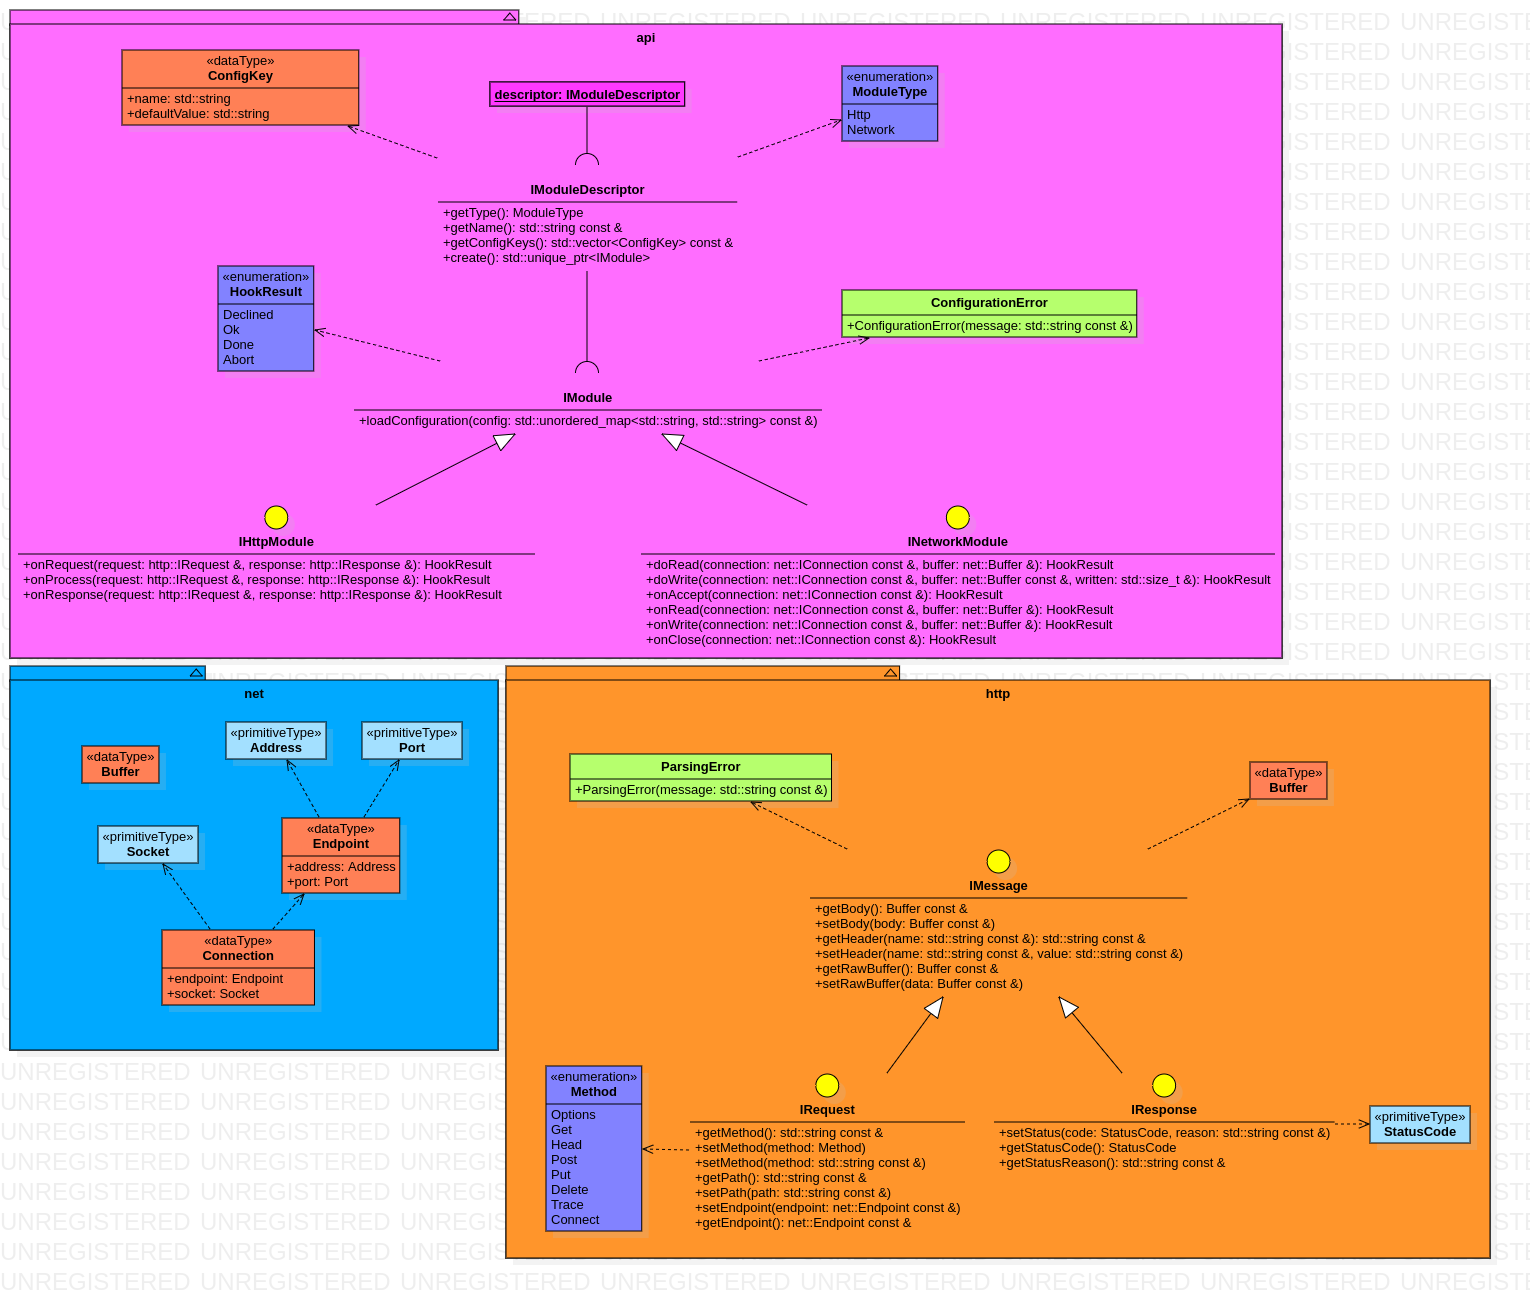 api
«dataType»
ConfigKey
+name: std::string
+defaultValue: std::string
descriptor: IModuleDescriptor
«enumeration»
ModuleType
Http
Network
IModuleDescriptor
+getType(): ModuleType
+getName(): std::string const &
+getConfigKeys(): std::vector<ConfigKey> const &
+create(): std::unique_ptr<IModule>
«enumeration»
HookResult
Declined
Ok
Done
Abort
ConfigurationError
+ConfigurationError(message: std::string const &)
IModule
+loadConfiguration(config: std::unordered_map<std::string, std::string> const &)
IHttpModule
+onRequest(request: http::IRequest &, response: http::IResponse &): HookResult
+onProcess(request: http::IRequest &, response: http::IResponse &): HookResult
+onResponse(request: http::IRequest &, response: http::IResponse &): HookResult
INetworkModule
+doRead(connection: net::IConnection const &, buffer: net::Buffer &): HookResult
+doWrite(connection: net::IConnection const &, buffer: net::Buffer const &, written: std::size_t &): HookResult
+onAccept(connection: net::IConnection const &): HookResult
+onRead(connection: net::IConnection const &, buffer: net::Buffer &): HookResult
+onWrite(connection: net::IConnection const &, buffer: net::Buffer &): HookResult
+onClose(connection: net::IConnection const &): HookResult
net
«dataType»
Buffer
«primitiveType»
Address
«primitiveType»
Port
«primitiveType»
Socket
«dataType»
Endpoint
+address: Address
+port: Port
«dataType»
Connection
+endpoint: Endpoint
+socket: Socket
http
ParsingError
+ParsingError(message: std::string const &)
«dataType»
Buffer
IMessage
+getBody(): Buffer const &
+setBody(body: Buffer const &)
+getHeader(name: std::string const &): std::string const &
+setHeader(name: std::string const &, value: std::string const &)
+getRawBuffer(): Buffer const &
+setRawBuffer(data: Buffer const &)
«enumeration»
Method
Options
Get
Head
Post
Put
Delete
Trace
Connect
IRequest
+getMethod(): std::string const &
+setMethod(method: Method)
+setMethod(method: std::string const &)
+getPath(): std::string const &
+setPath(path: std::string const &)
+setEndpoint(endpoint: net::Endpoint const &)
+getEndpoint(): net::Endpoint const &
IResponse
+setStatus(code: StatusCode, reason: std::string const &)
+getStatusCode(): StatusCode
+getStatusReason(): std::string const &
«primitiveType»
StatusCode
UNREGISTERED UNREGISTERED UNREGISTERED UNREGISTERED UNREGISTERED UNREGISTERED UNREGISTERED UNREGISTERED